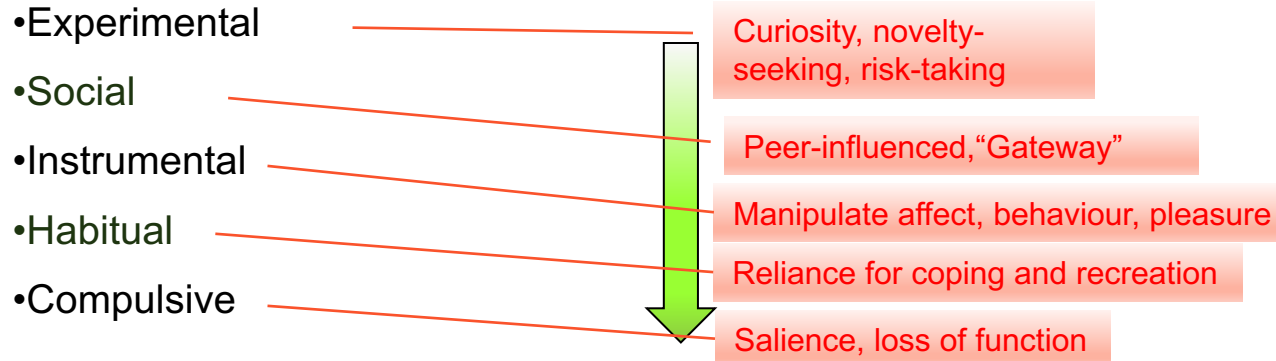 •Experimental
Curiosity, novelty-
seeking, risk-taking
•Social
Peer-influenced,“Gateway”
•Instrumental
Manipulate affect, behaviour, pleasure
•Habitual
Reliance for coping and recreation
•Compulsive
Salience, loss of function